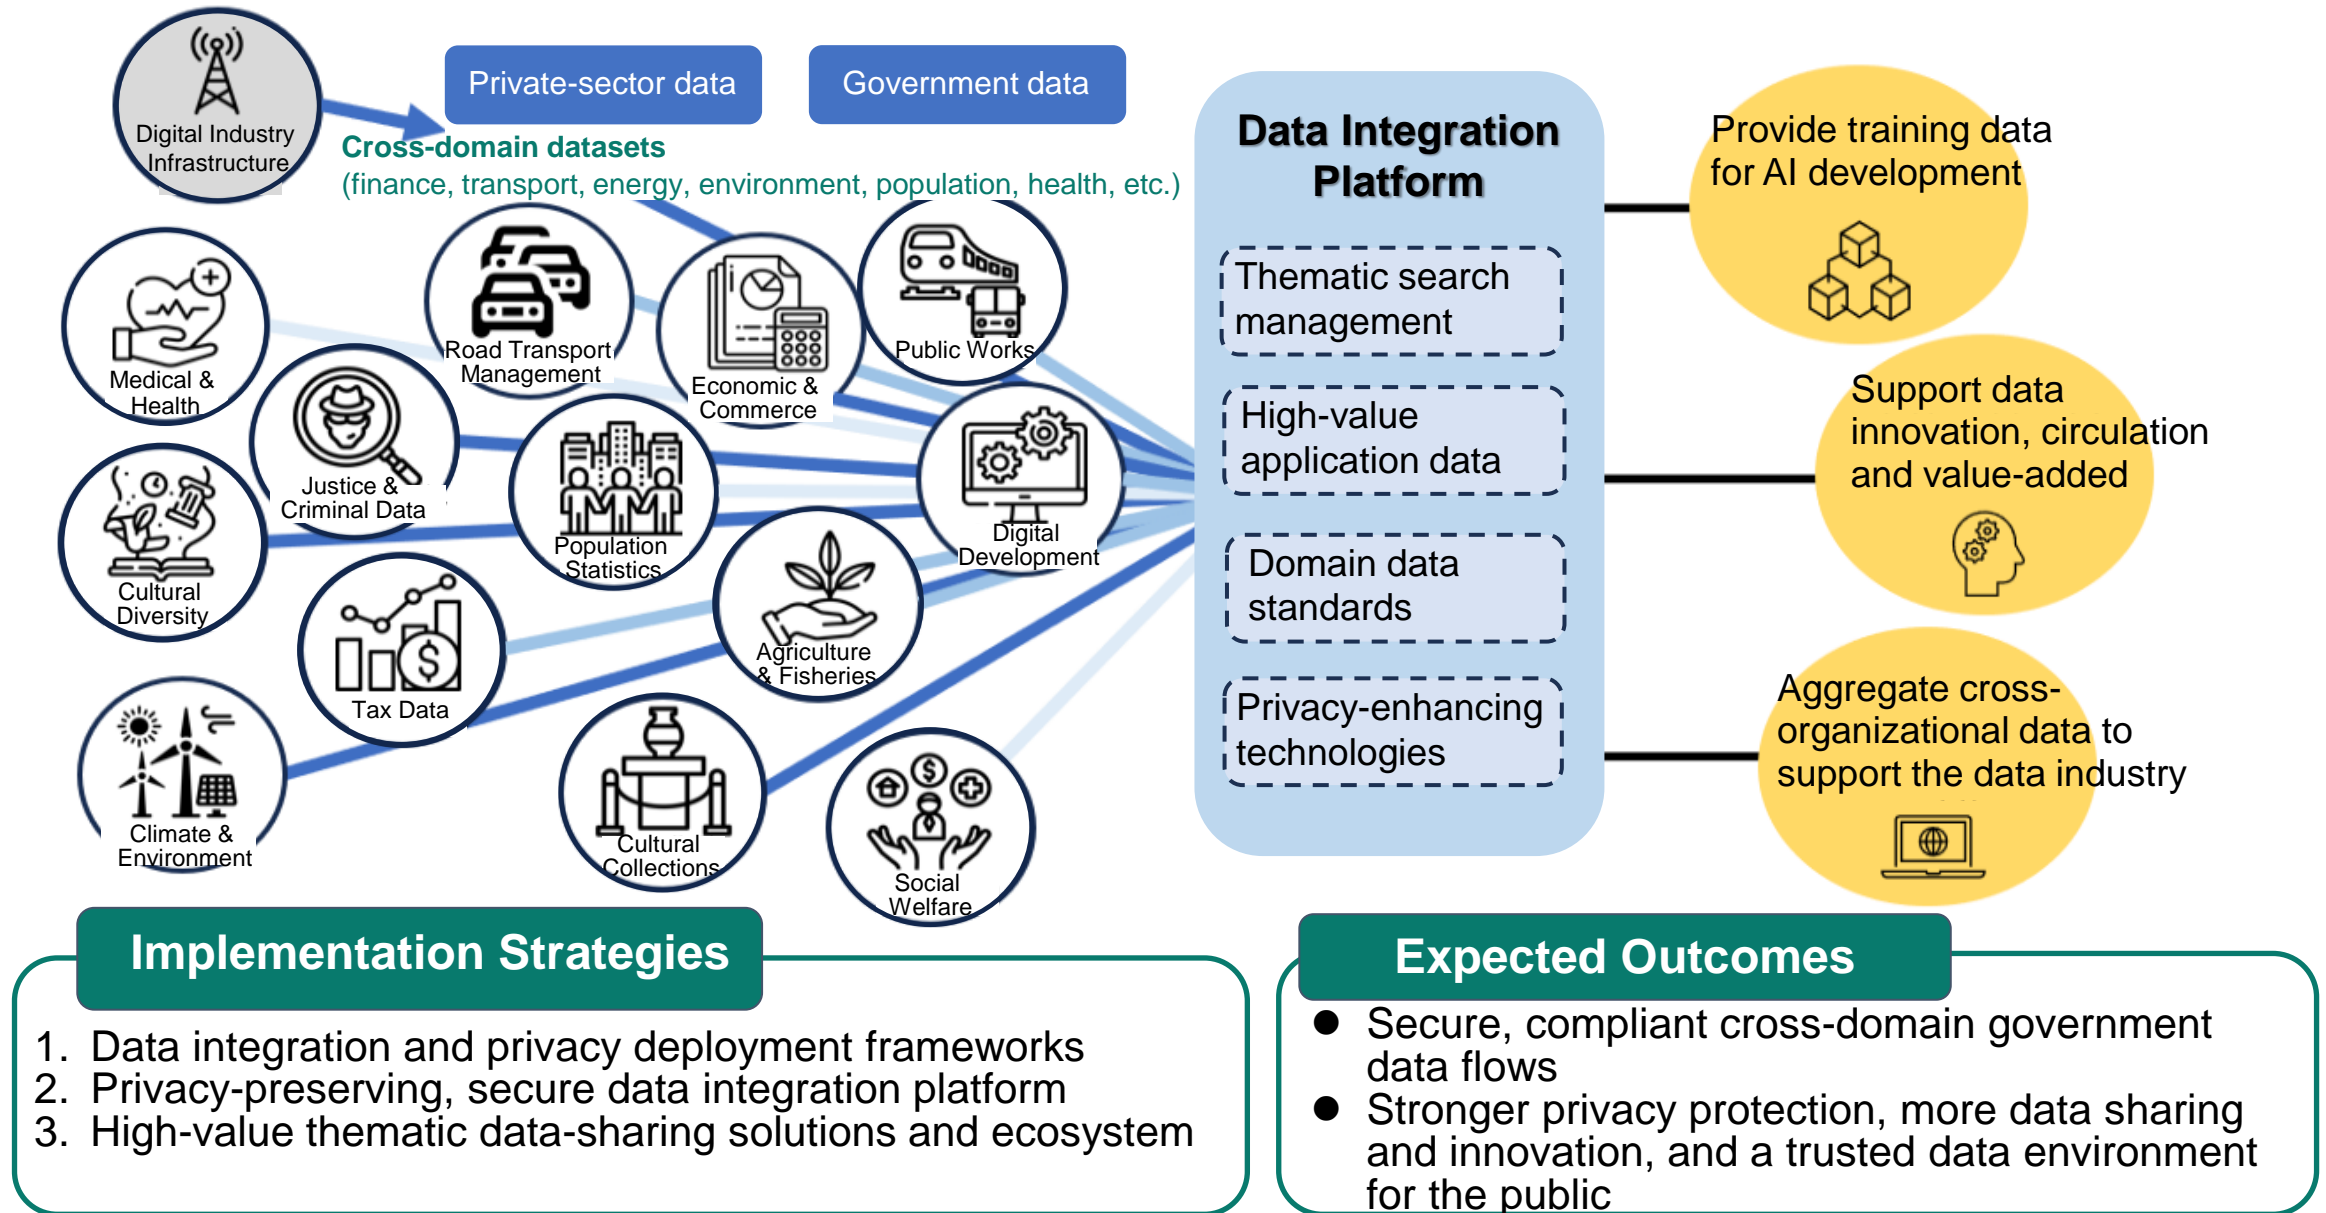 Digital Industry
Infrastructure
Private-sector data
Government data
Cross-domain datasets
(finance, transport, energy, environment, population, health, etc.)
Medical &
Health
Road Transport
Management
Economic &
Commerce
Public Works
Justice &
Criminal Data
Cultural
Diversity
Population
Statistics
Digital
Development
Tax Data
Agriculture
& Fisheries
Climate &
Environment
Cultural
Collections
Social
Welfare
Data Integration
Platform
Thematic search
management
High-value
application data
Domain data
standards
Privacy-enhancing
technologies
Provide training data
for AI development
Support data
innovation, circulation
and value-added
Aggregate cross-
organizational data to
support the data industry
Implementation Strategies
1. Data integration and privacy deployment frameworks
2. Privacy-preserving, secure data integration platform
3. High-value thematic data-sharing solutions and ecosystem
Expected Outcomes
● Secure, compliant cross-domain government
data flows
● Stronger privacy protection, more data sharing
and innovation, and a trusted data environment
for the public